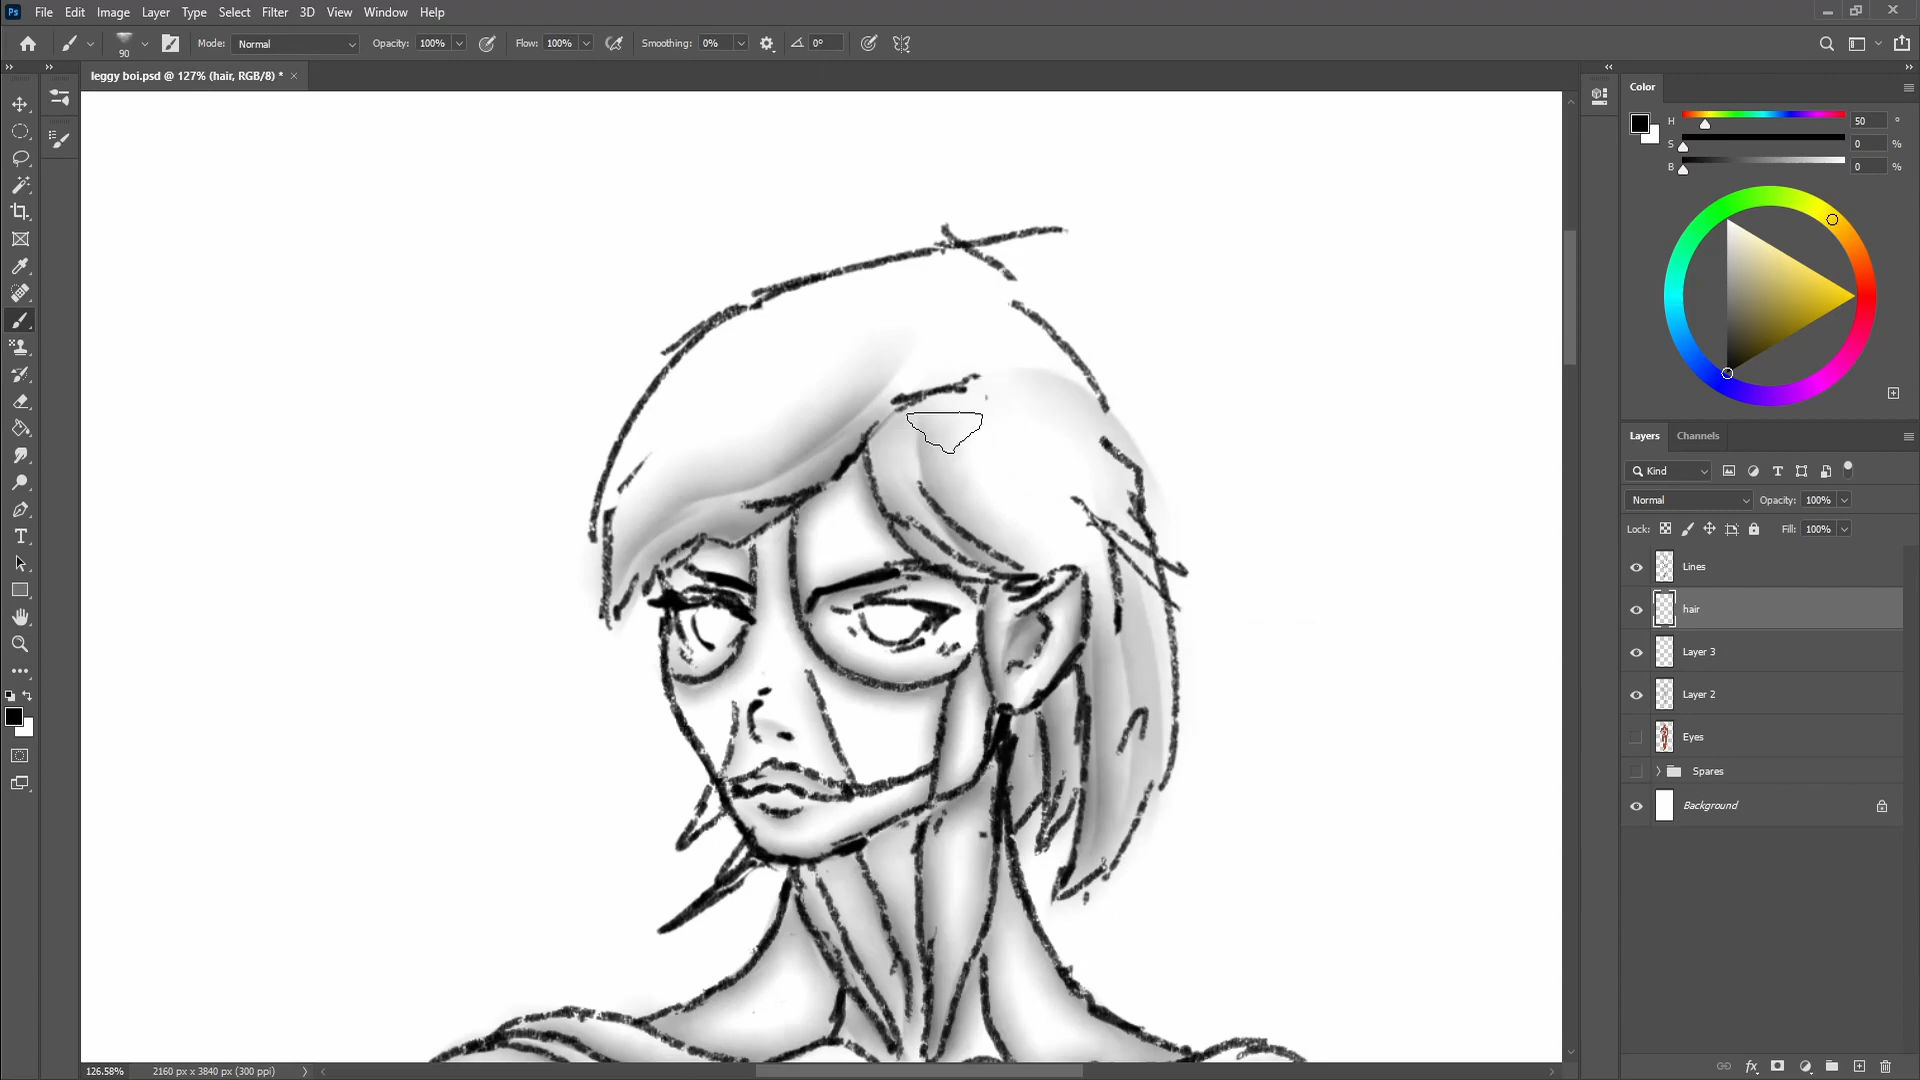 Ps File Edit Image Layer Type Select Filter 3D View Window Help
90 Mode: Normal Opacity: 100% Flow: 100% Smoothing: 0% 0°
leggy boi.psd @ 127% (hair, RGB/8) * ×
Color
H 50 °
S 0 %
B 0 %
Layers Channels
Kind
Normal Opacity: 100%
Lock: Fill: 100%
Lines
hair
Layer 3
Layer 2
Eyes
Spares
Background
126.58% 2160 px x 3840 px (300 ppi)